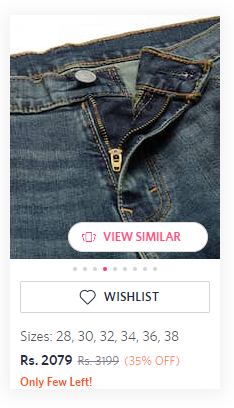 VIEW SIMILAR
WISHLIST
Sizes: 28, 30, 32, 34, 36, 38
Rs. 2079 Rs. 3199 (35% OFF)
Only Few Left!